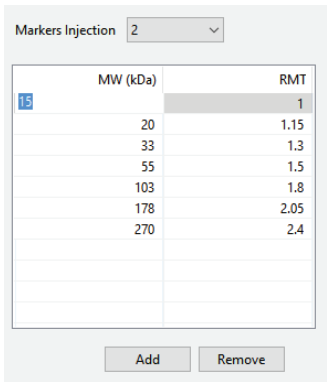 Markers Injection 2
MW (kDa) RMT
15 1
20 1.15
33 1.3
55 1.5
103 1.8
178 2.05
270 2.4
Add Remove